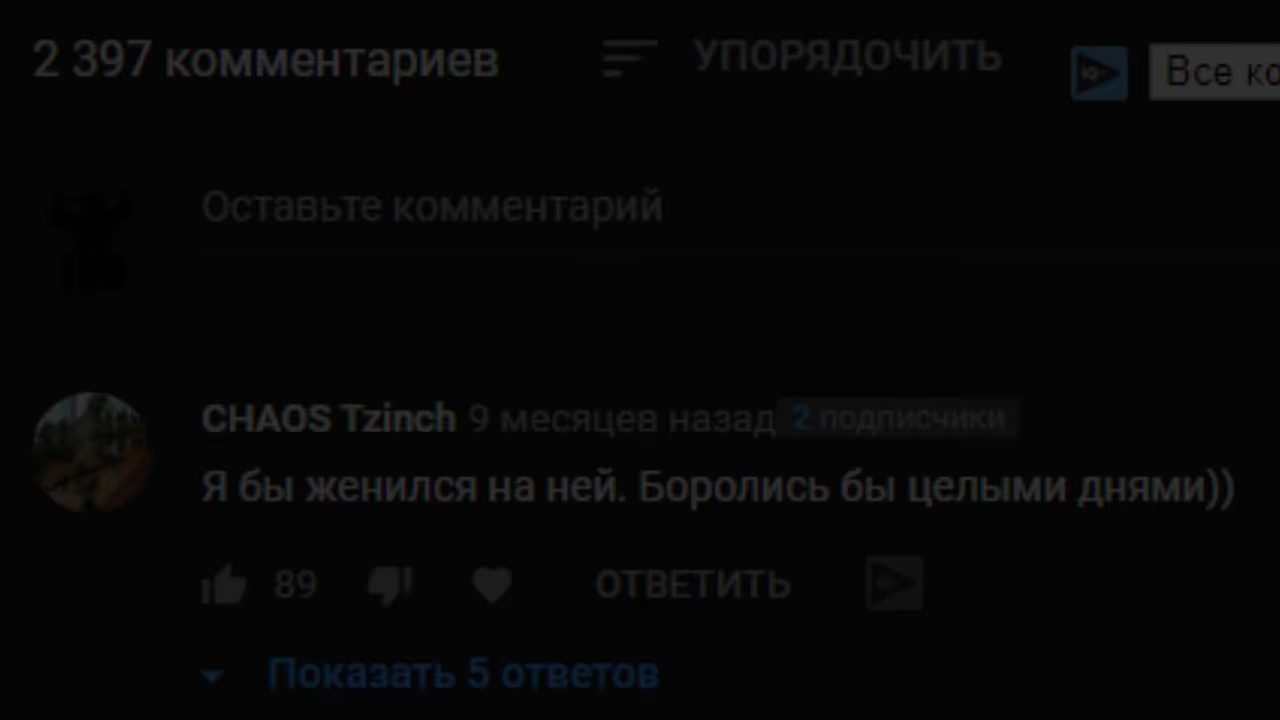 2 397 комментариев УПОРЯДОЧИТЬ Все ко
Оставьте комментарий
CHAOS Tzinch 9 месяцев назад 2 подписчики
Я бы женился на ней. Боролись бы целыми днями))
89 ОТВЕТИТЬ
Показать 5 ответов